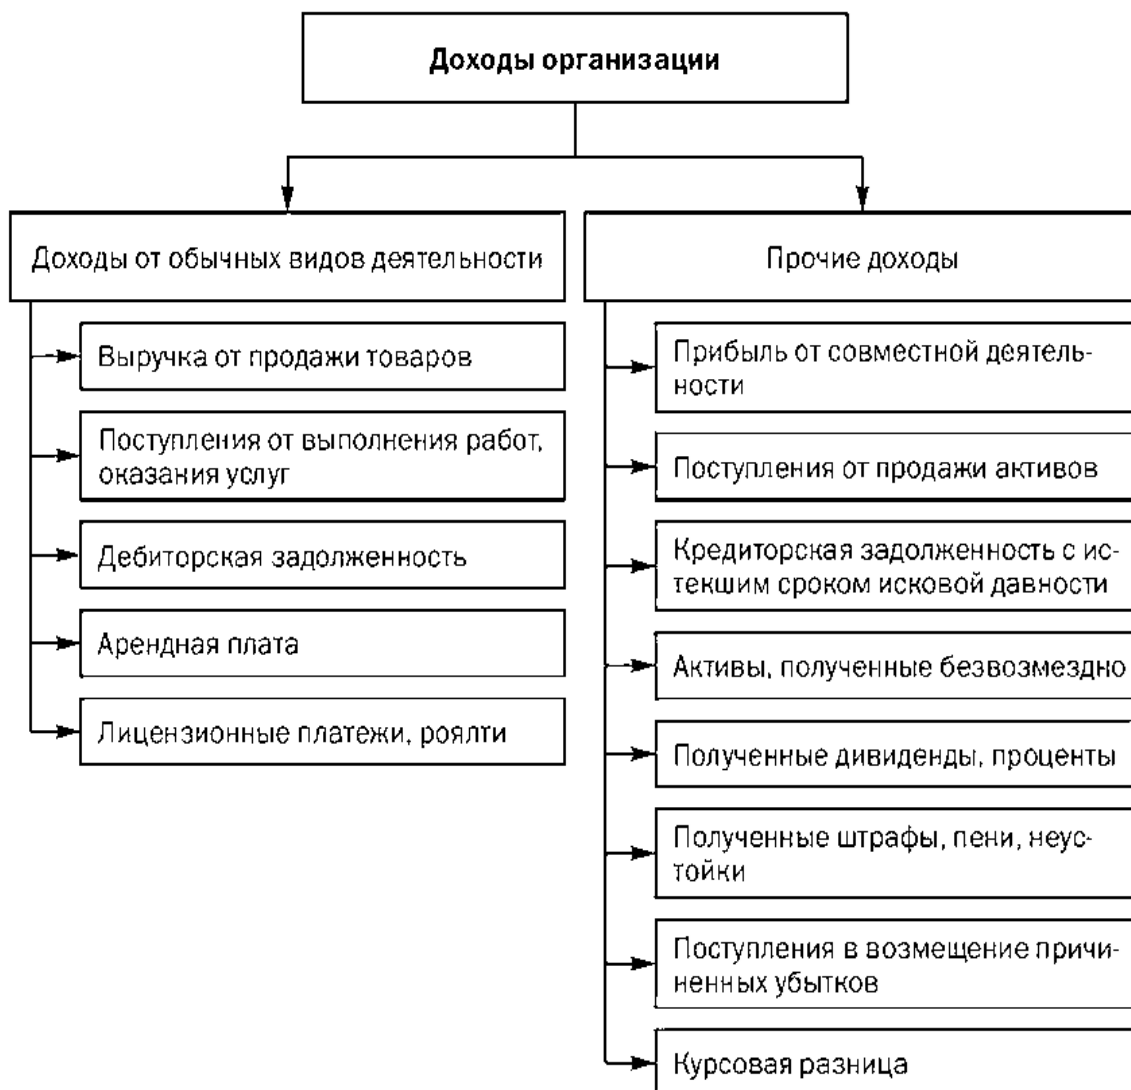 Доходы организации
Доходы от обычных видов деятельности
Выручка от продажи товаров
Поступления от выполнения работ,
оказания услуг
Дебиторская задолженность
Арендная плата
Лицензионные платежи, роялти
Прочие доходы
Прибыль от совместной деятель-
ности
Поступления от продажи активов
Кредиторская задолженность с ис-
текшим сроком исковой давности
Активы, полученные безвозмездно
Полученные дивиденды, проценты
Полученные штрафы, пени, неус-
тойки
Поступления в возмещение причи-
ненных убытков
Курсовая разница